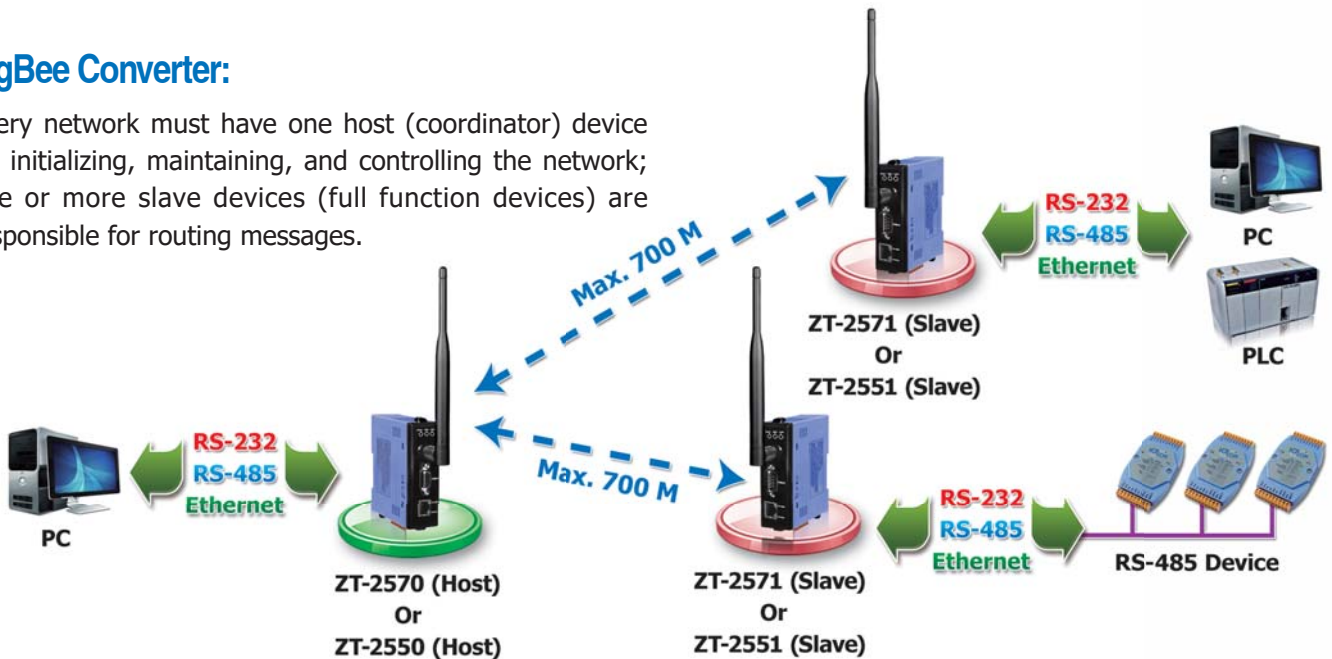 gBee Converter:
ery network must have one host (coordinator) device
initializing, maintaining, and controlling the network;
e or more slave devices (full function devices) are
sponsible for routing messages.
Max. 700 M
RS-232
RS-485
Ethernet
PC
PLC
ZT-2571 (Slave)
Or
ZT-2551 (Slave)
PC
RS-232
RS-485
Ethernet
ZT-2570 (Host)
Or
ZT-2550 (Host)
Max. 700 M
ZT-2571 (Slave)
Or
ZT-2551 (Slave)
RS-232
RS-485
Ethernet
RS-485 Device